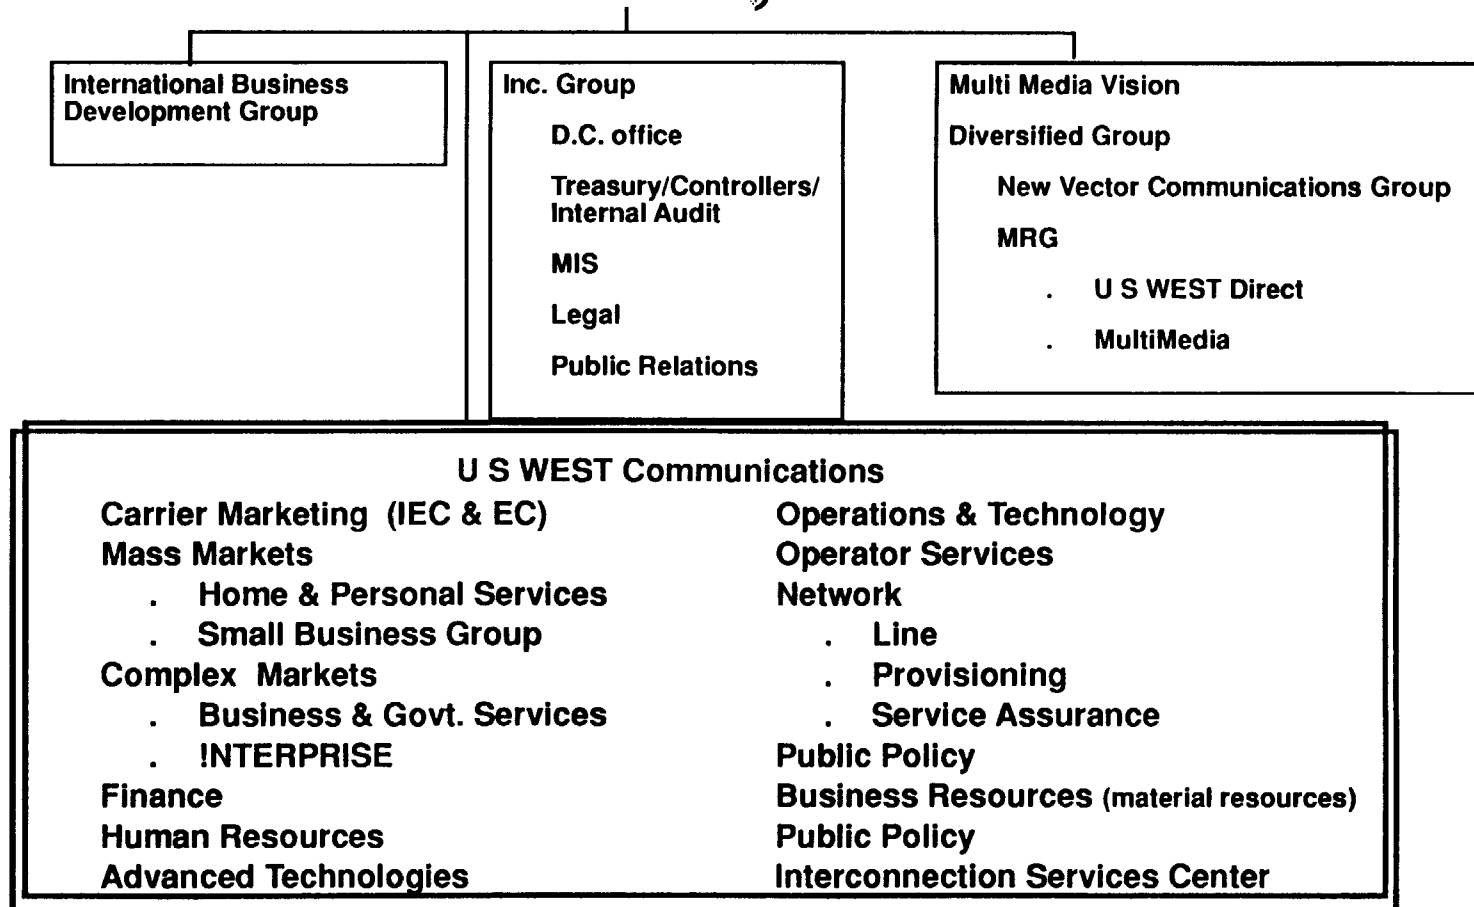 International Business
Development Group
Inc. Group
D.C. office
Treasury/Controllers/
Internal Audit
MIS
Legal
Public Relations
Multi Media Vision
Diversified Group
New Vector Communications Group
MRG
. U S WEST Direct
. MultiMedia
U S WEST Communications
Carrier Marketing (IEC & EC)
Mass Markets
. Home & Personal Services
. Small Business Group
Complex Markets
. Business & Govt. Services
. !NTERPRISE
Finance
Human Resources
Advanced Technologies
Operations & Technology
Operator Services
Network
. Line
. Provisioning
. Service Assurance
Public Policy
Business Resources (material resources)
Public Policy
Interconnection Services Center